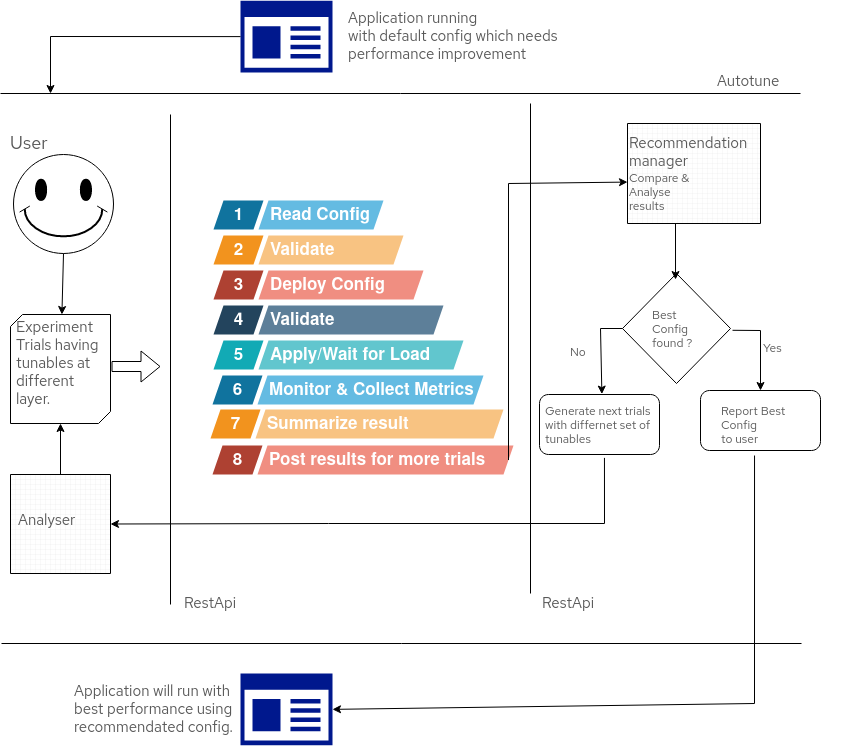 Application running
with default config which needs
performance improvement
Autotune
User
Experiment
Trials having
tunables at
different
layer.
Analyser
1 Read Config
2 Validate
3 Deploy Config
4 Validate
5 Apply/Wait for Load
6 Monitor & Collect Metrics
7 Summarize result
8 Post results for more trials
RestApi
Recommendation
manager
Compare &
Analyse
results
Best
Config
found ?
No
Yes
Generate next trials
with differnet set of
tunables
Report Best
Config
to user
RestApi
Application will run with
best performance using
recommendated config.